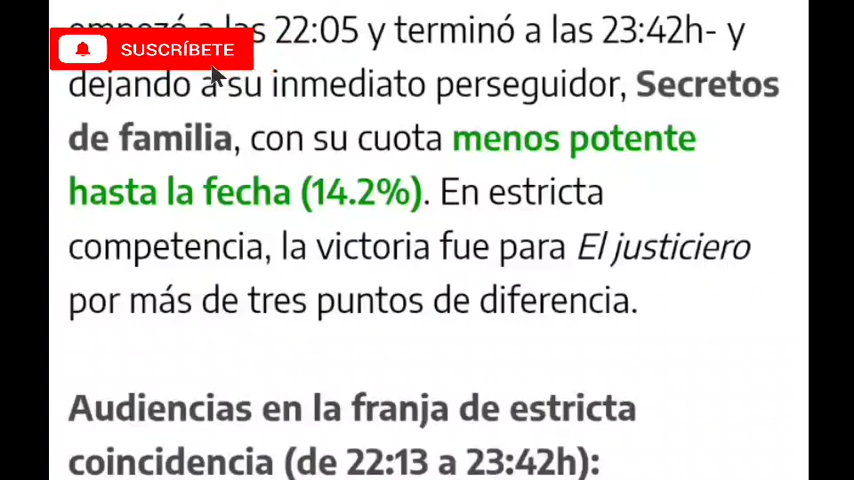 empezó a las 22:05 y terminó a las 23:42h- y
SUSCRÍBETE
dejando a su inmediato perseguidor, Secretos
de familia, con su cuota menos potente
hasta la fecha (14.2%). En estricta
competencia, la victoria fue para El justiciero
por más de tres puntos de diferencia.
Audiencias en la franja de estricta
coincidencia (de 22:13 a 23:42h):